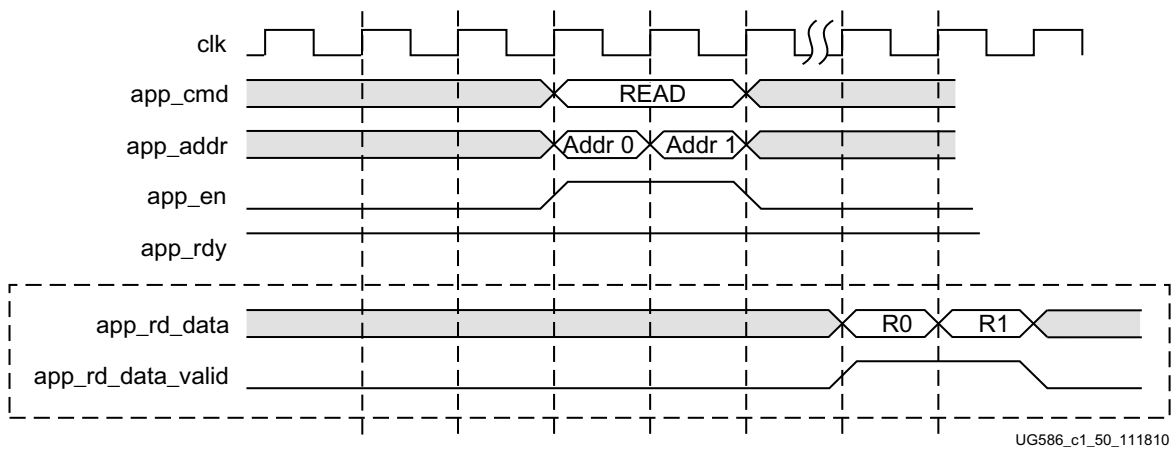 clk
app_cmd READ
app_addr Addr 0 Addr 1
app_en
app_rdy
app_rd_data R0 R1
app_rd_data_valid
UG586_c1_50_111810